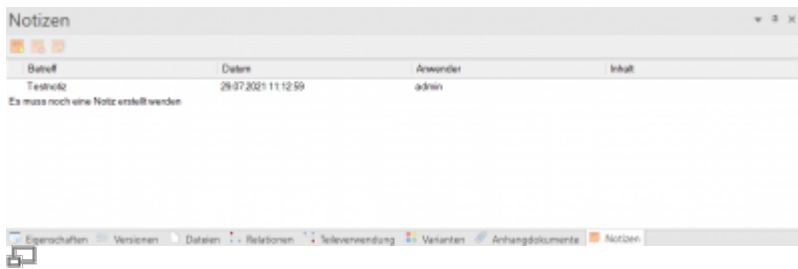 Notizen
Betreff Datum Anwender Inhalt
Testnotiz 29.07.2021 11:12:59 admin
Es muss noch eine Notiz erstellt werden
Eigenschaften Versionen Dateien Relationen Teileverwendung Varianten Anhangdokumente Notizen